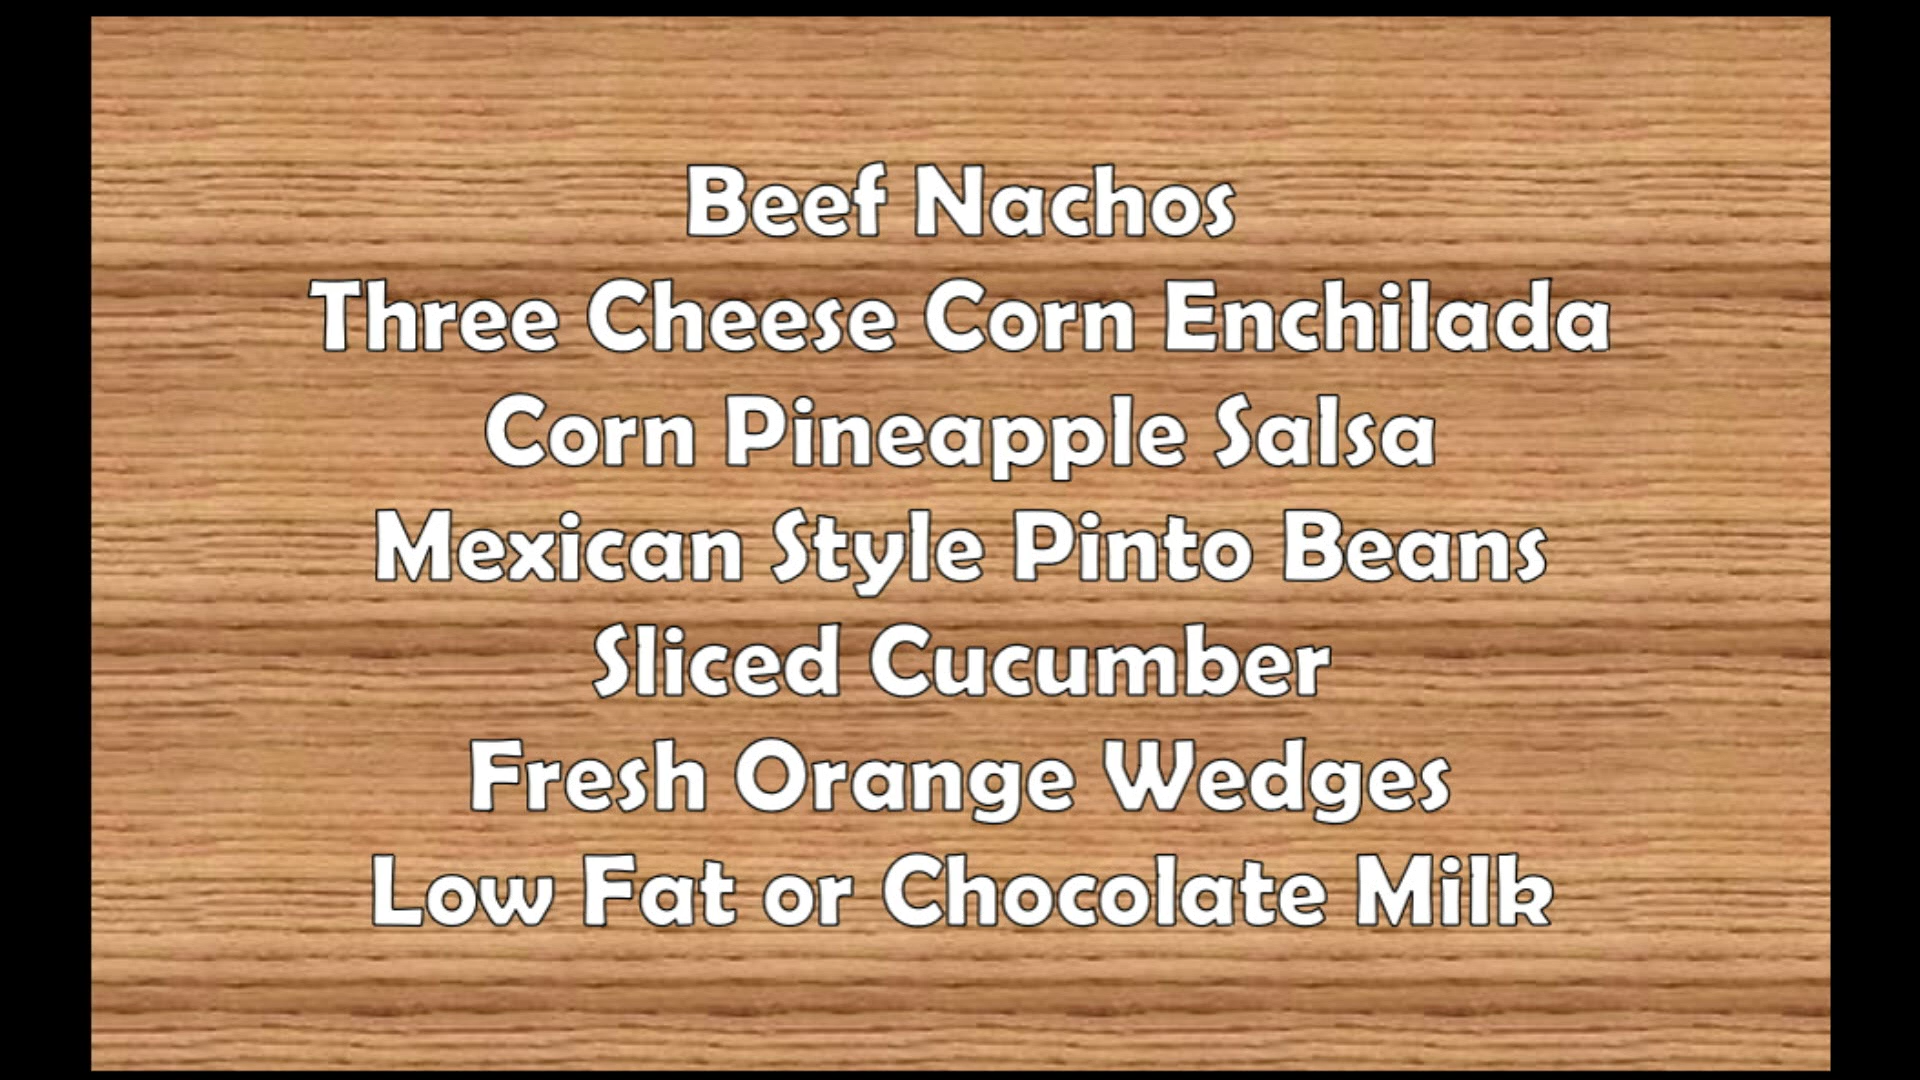 Beef Nachos
Three Cheese Corn Enchilada
Corn Pineapple Salsa
Mexican Style Pinto Beans
Sliced Cucumber
Fresh Orange Wedges
Low Fat or Chocolate Milk